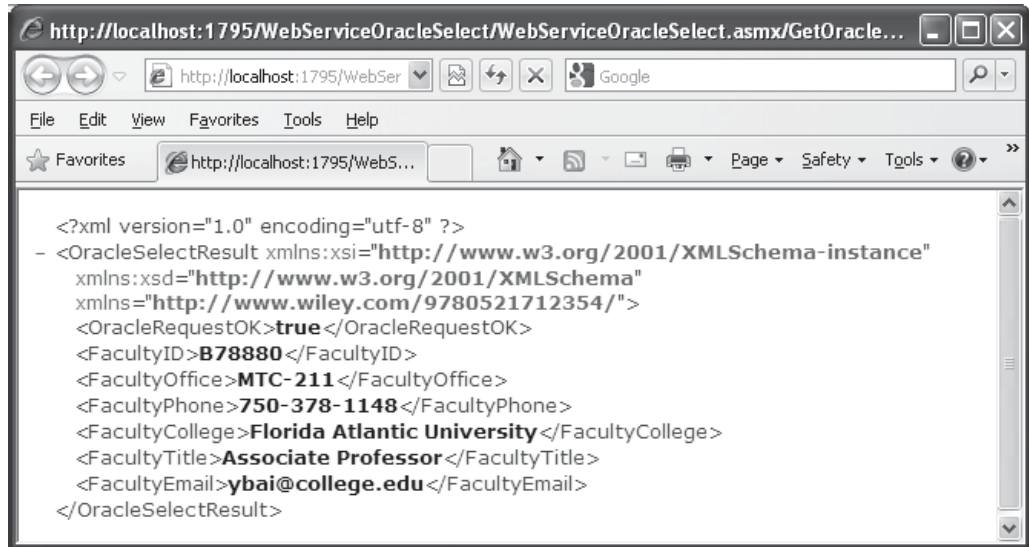 http://localhost:1795/WebServiceOracleSelect/WebServiceOracleSelect.asmx/GetOracle...
http://localhost:1795/WebSer
Google
File Edit View Favorites Tools Help
Favorites
http://localhost:1795/WebS...
Page Safety Tools
<?xml version="1.0" encoding="utf-8" ?>
- <OracleSelectResult xmlns:xsi="http://www.w3.org/2001/XMLSchema-instance"
xmlns:xsd="http://www.w3.org/2001/XMLSchema"
xmlns="http://www.wiley.com/9780521712354/">
<OracleRequestOK>true</OracleRequestOK>
<FacultyID>B78880</FacultyID>
<FacultyOffice>MTC-211</FacultyOffice>
<FacultyPhone>750-378-1148</FacultyPhone>
<FacultyCollege>Florida Atlantic University</FacultyCollege>
<FacultyTitle>Associate Professor</FacultyTitle>
<FacultyEmail>ybai@college.edu</FacultyEmail>
</OracleSelectResult>